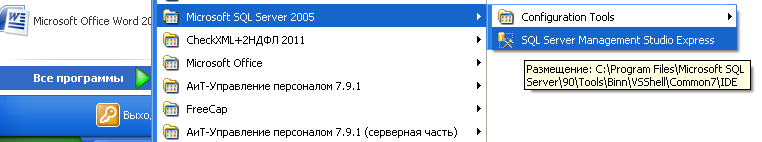 Microsoft Office Word 20
Все программы
Выхо
Microsoft SQL Server 2005
CheckXML+2НДФЛ 2011
Microsoft Office
АиТ-Управление персоналом 7.9.1
FreeCap
АиТ-Управление персоналом 7.9.1 (серверная часть)
Configuration Tools
SQL Server Management Studio Express
Размещение: C:\Program Files\Microsoft SQL
Server\90\Tools\Binn\VSShell\Common7\IDE